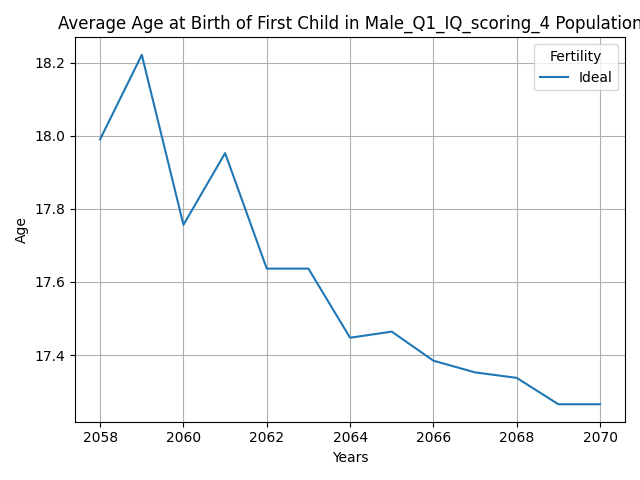 Average Age at Birth of First Child in Male_Q1_IQ_scoring_4 Population
Fertility
Ideal
Age
18.2
18.0
17.8
17.6
17.4
2058 2060 2062 2064 2066 2068 2070
Years